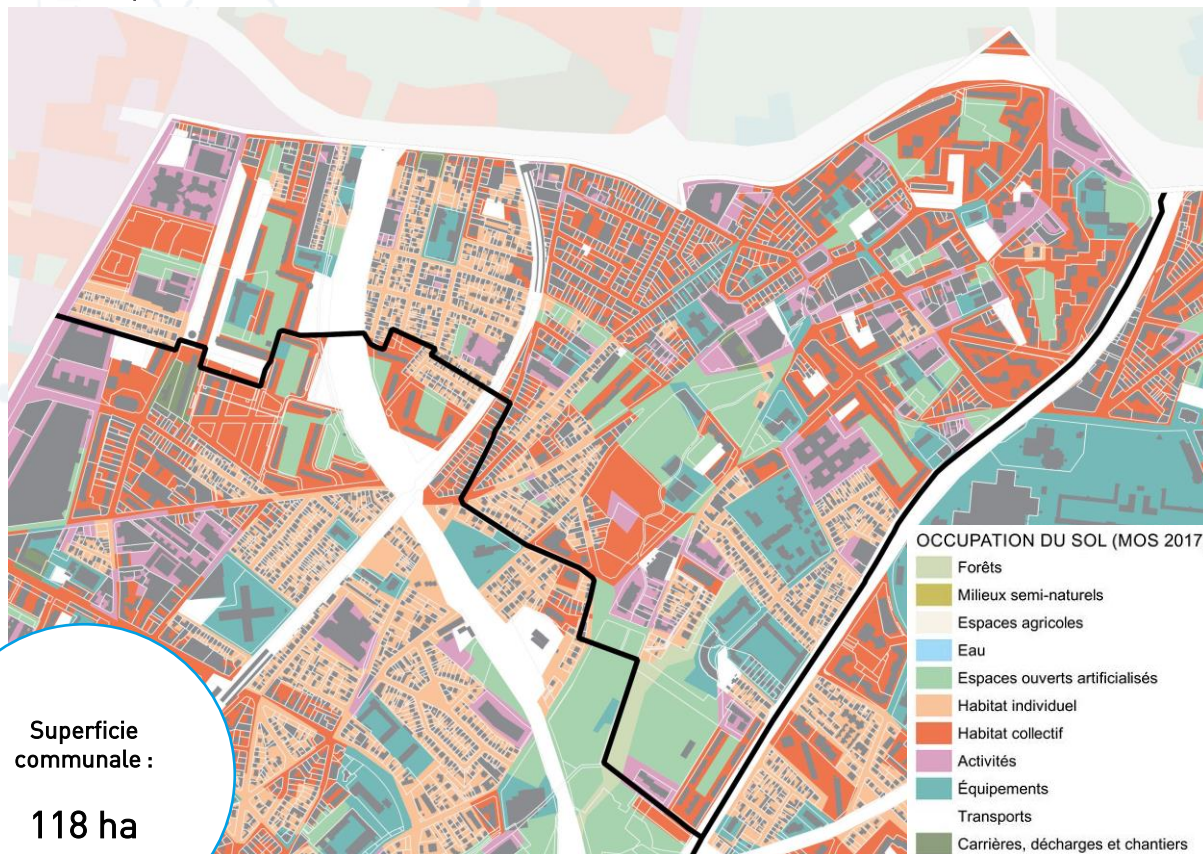 OCCUPATION DU SOL (MOS 2017
Forêts
Milieux semi-naturels
Espaces agricoles
Eau
Espaces ouverts artificialisés
Habitat individuel
Habitat collectif
Activités
Équipements
Transports
Carrières, décharges et chantiers
Superficie
communale :
118 ha